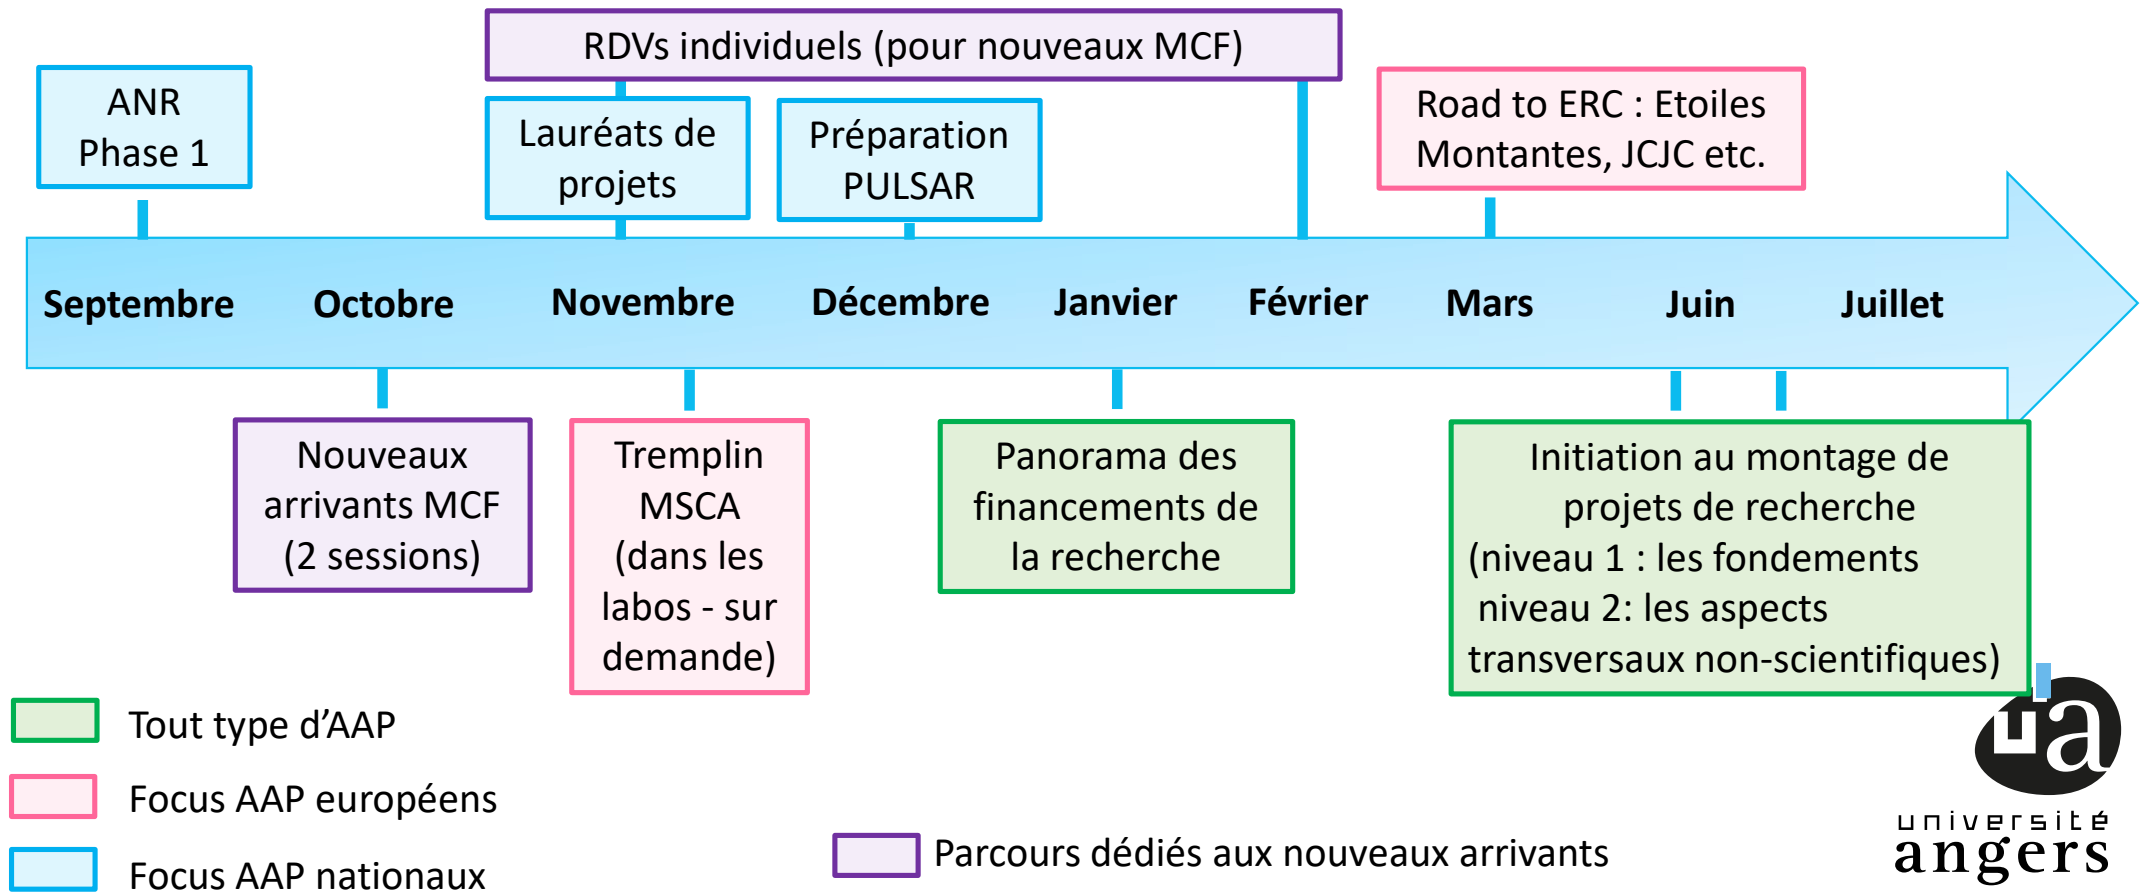 RDVs individuels (pour nouveaux MCF)
ANR
Phase 1
Lauréats de
projets
Préparation
PULSAR
Road to ERC : Etoiles
Montantes, JCJC etc.
Septembre
Octobre
Novembre
Décembre
Janvier
Février
Mars
Juin
Juillet
Nouveaux
arrivants MCF
(2 sessions)
Tremplin
MSCA
(dans les
labos - sur
demande)
Panorama des
financements de
la recherche
Initiation au montage de
projets de recherche
(niveau 1 : les fondements
niveau 2: les aspects
transversaux non-scientifiques)
Tout type d’AAP
Focus AAP européens
Focus AAP nationaux
Parcours dédiés aux nouveaux arrivants
ua
université
angers